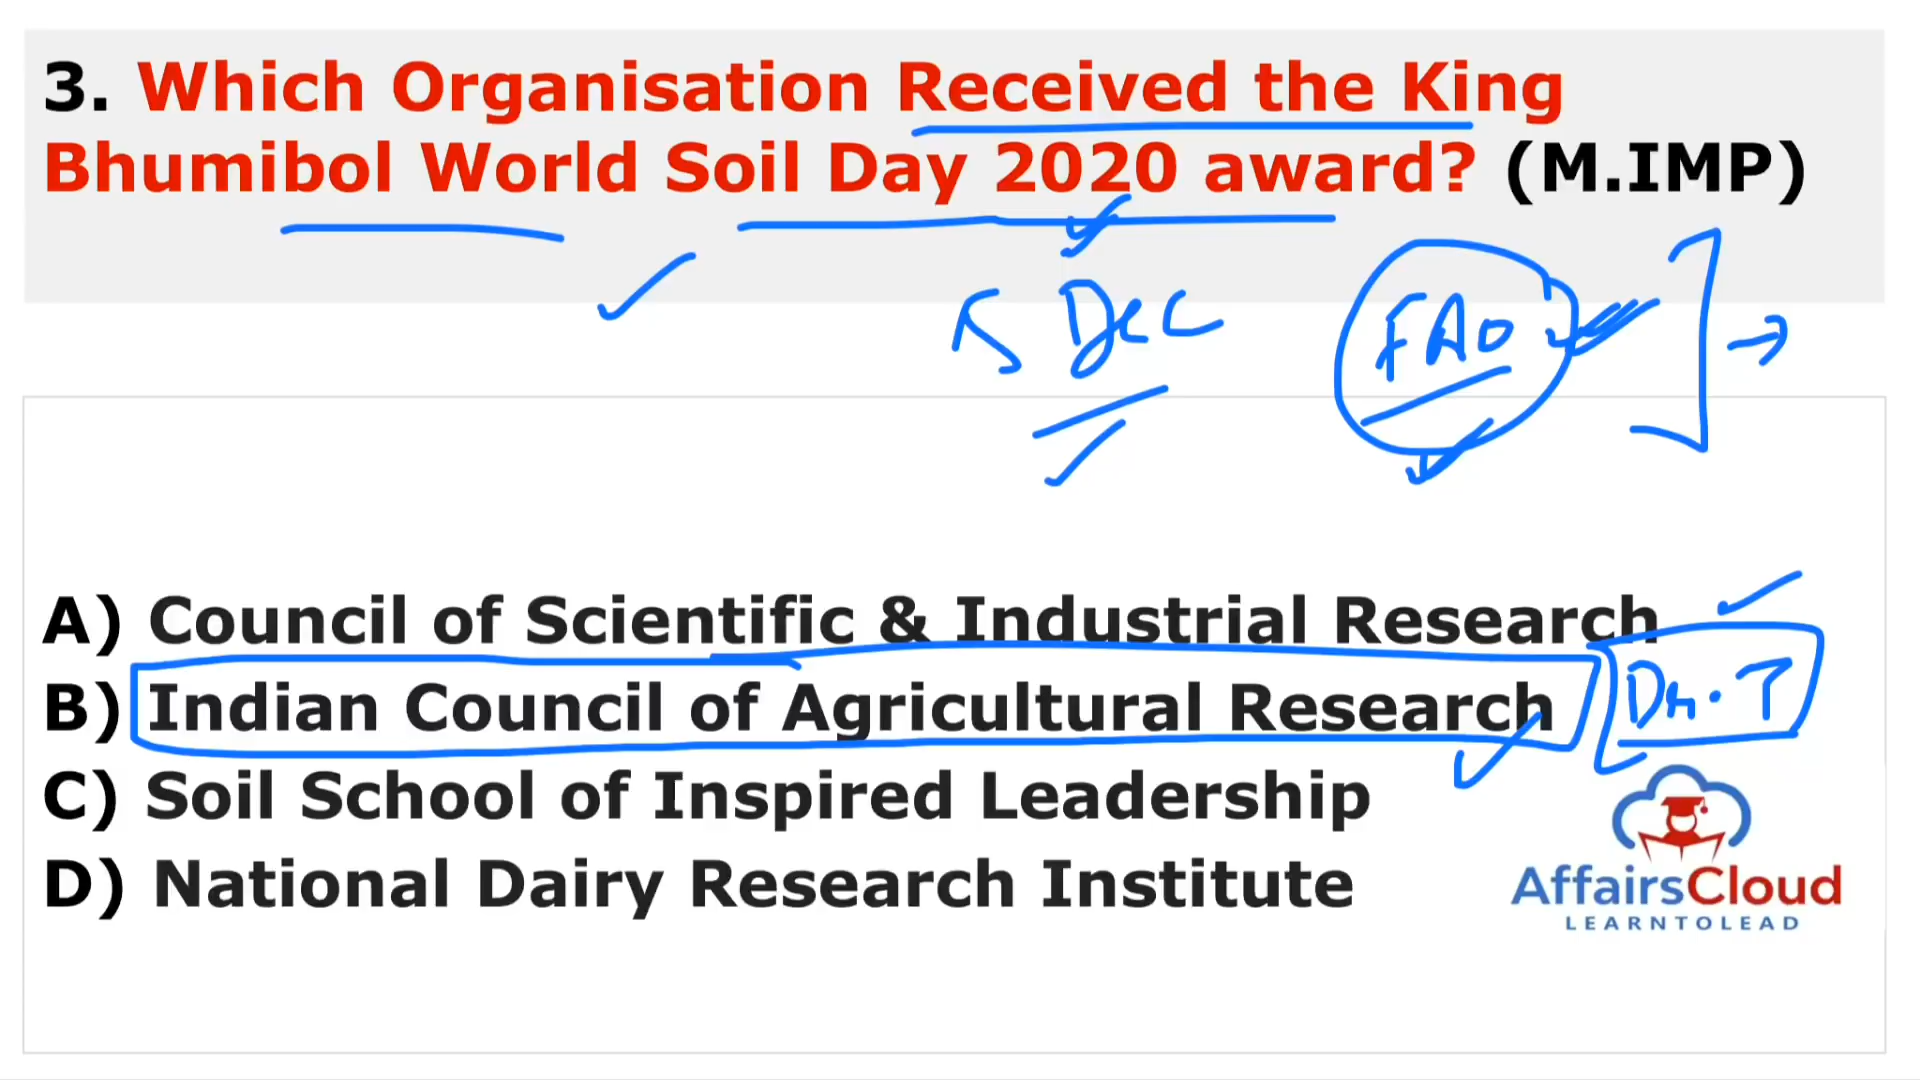 3. Which Organisation Received the King
Bhumibol World Soil Day 2020 award? (M.IMP)
5 Dec
FAO
A) Council of Scientific & Industrial Research
B) Indian Council of Agricultural Research
Dr. T
C) Soil School of Inspired Leadership
D) National Dairy Research Institute
AffairsCloud
LEARNTOLEAD